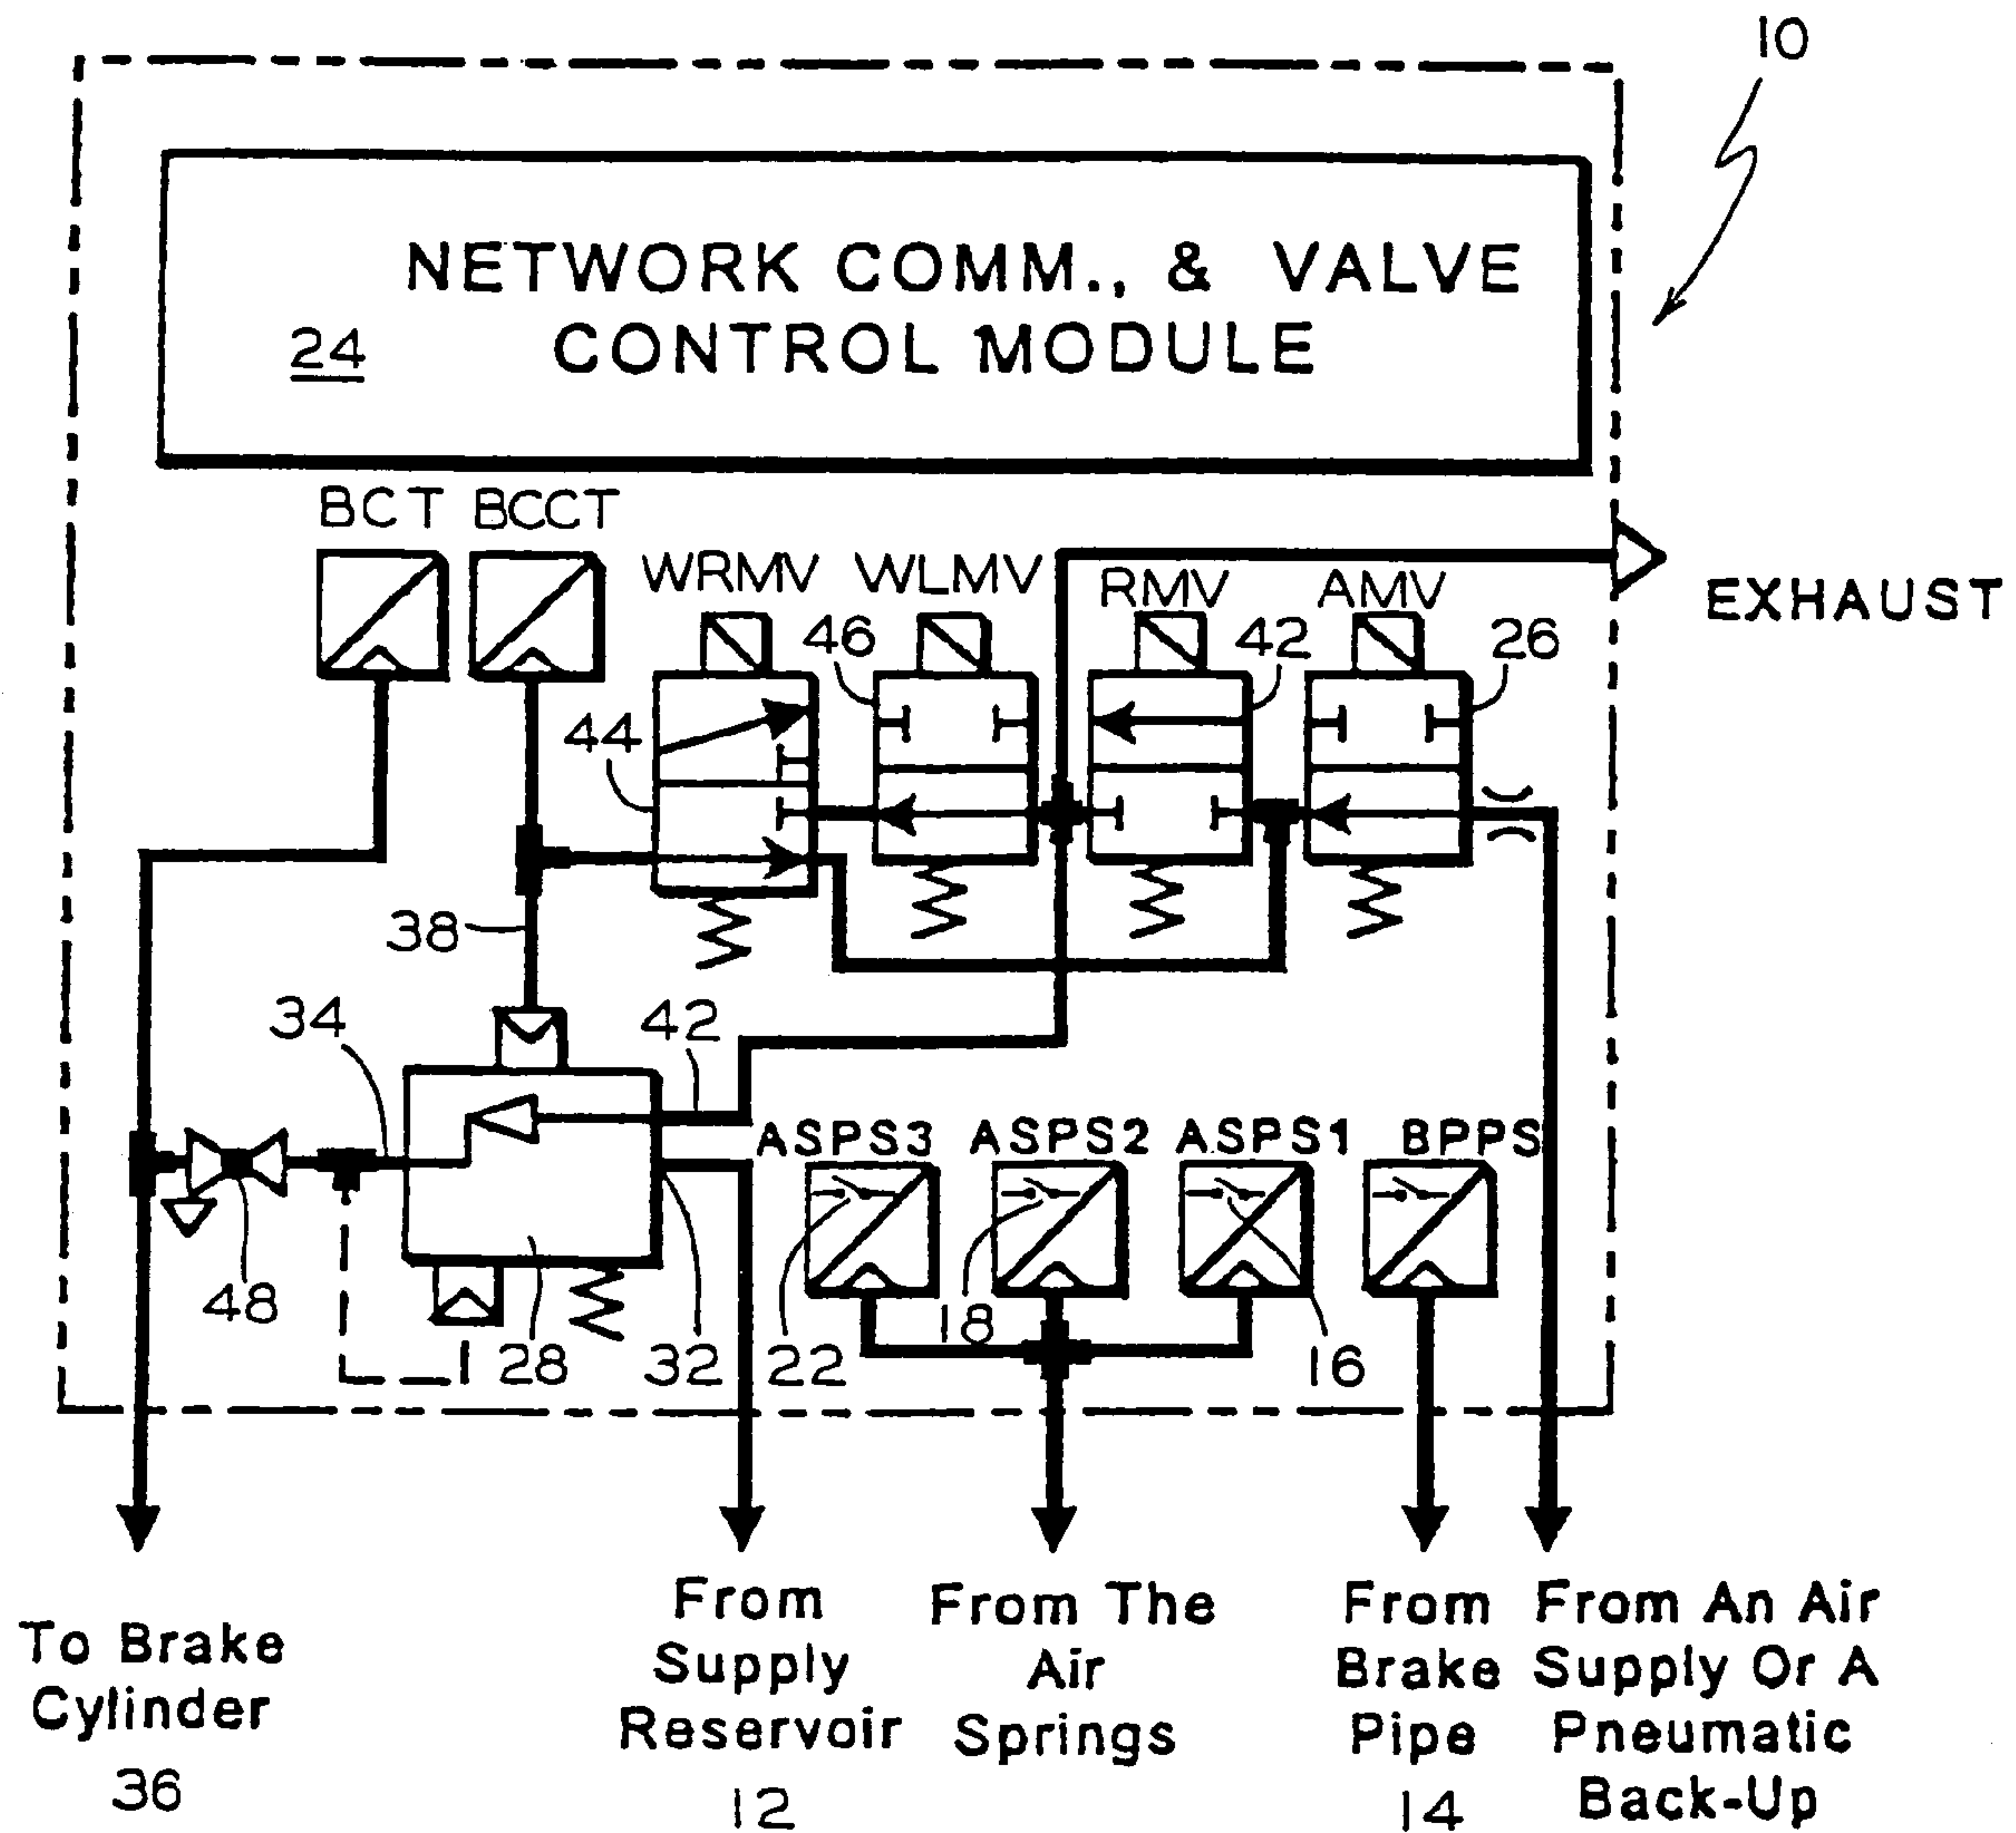 10
NETWORK COMM., & VALVE
24 CONTROL MODULE
BCT BCCT
WRMV WLMV RMV AMV
EXHAUST
46 42 26
44
38
34 42
ASPS3 ASPS2 ASPS1 BPPS
48 28 32 22 18 16
To Brake
Cylinder
36
From
Supply
Reservoir
12
From The
Air
Springs
From
Brake
Pipe
14
From An Air
Supply Or A
Pneumatic
Back-Up